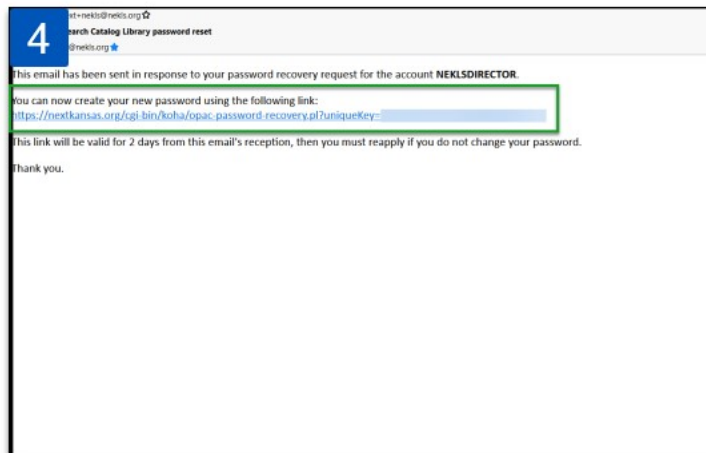 4
xt+nekls@nekls.org
earch Catalog Library password reset
@nekls.org
This email has been sent in response to your password recovery request for the account NEKLSDIRECTOR.
You can now create your new password using the following link:
https://nextkansas.org/cgi-bin/koha/opac-password-recovery.pl?uniqueKey=
This link will be valid for 2 days from this email's reception, then you must reapply if you do not change your password.
Thank you.